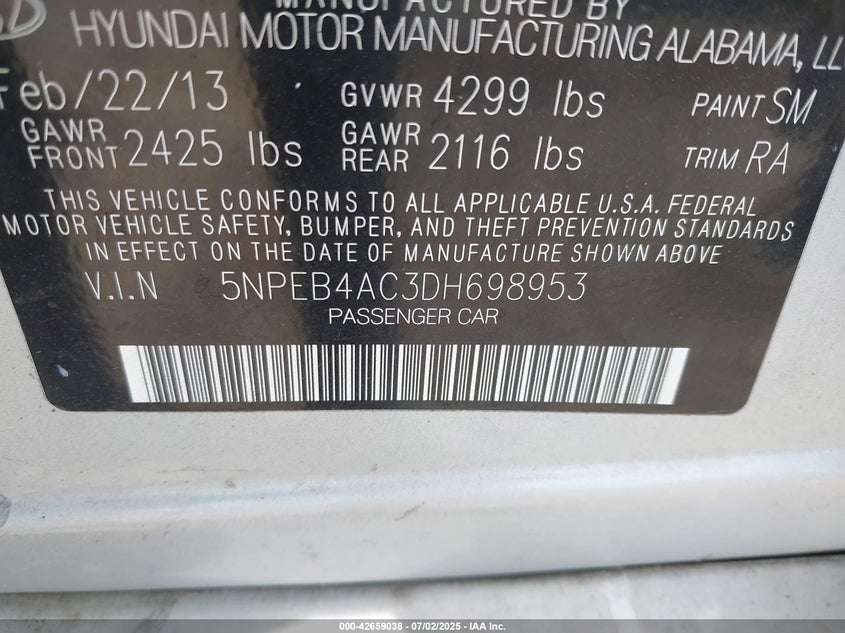 MANUFACTURED BY
HYUNDAI MOTOR MANUFACTURING ALABAMA, LL
Feb/22/13 GVWR 4299 lbs PAINT SM
GAWR FRONT 2425 lbs GAWR REAR 2116 lbs TRIM RA
THIS VEHICLE CONFORMS TO ALL APPLICABLE U.S.A. FEDERAL
MOTOR VEHICLE SAFETY, BUMPER, AND THEFT PREVENTION STANDARDS
IN EFFECT ON THE DATE OF MANUFACTURE SHOWN ABOVE
V.I.N 5NPEB4AC3DH698953
PASSENGER CAR
000-42659038 - 07/02/2025 - IAA Inc.